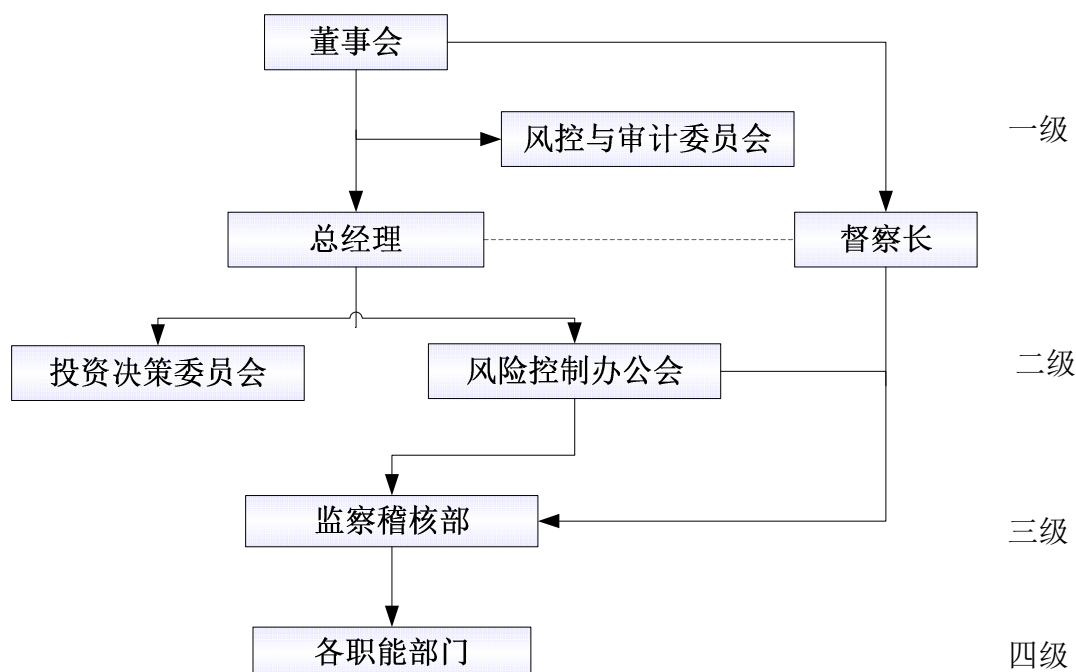 董事会
风控与审计委员会
一级
总经理
督察长
投资决策委员会
风险控制办公会
二级
监察稽核部
三级
各职能部门
四级